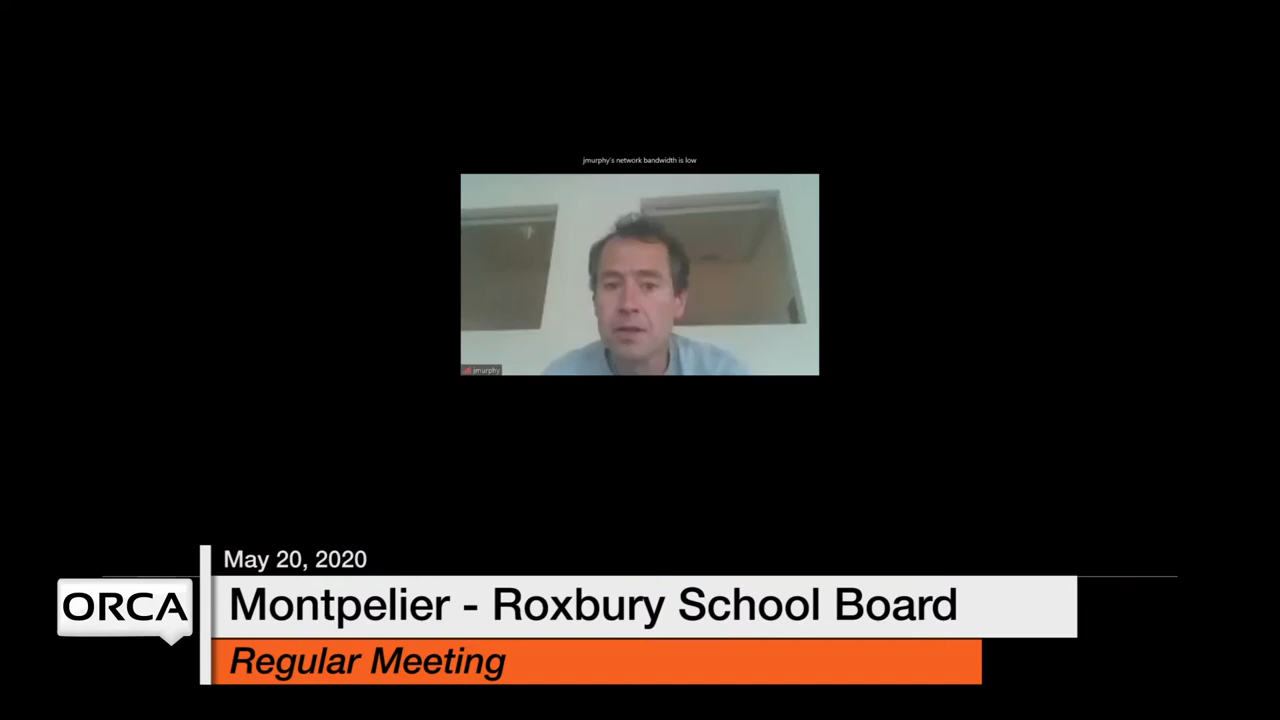 jmurphy's network bandwidth is low
jmurphy
May 20, 2020
ORCA
Montpelier - Roxbury School Board
Regular Meeting